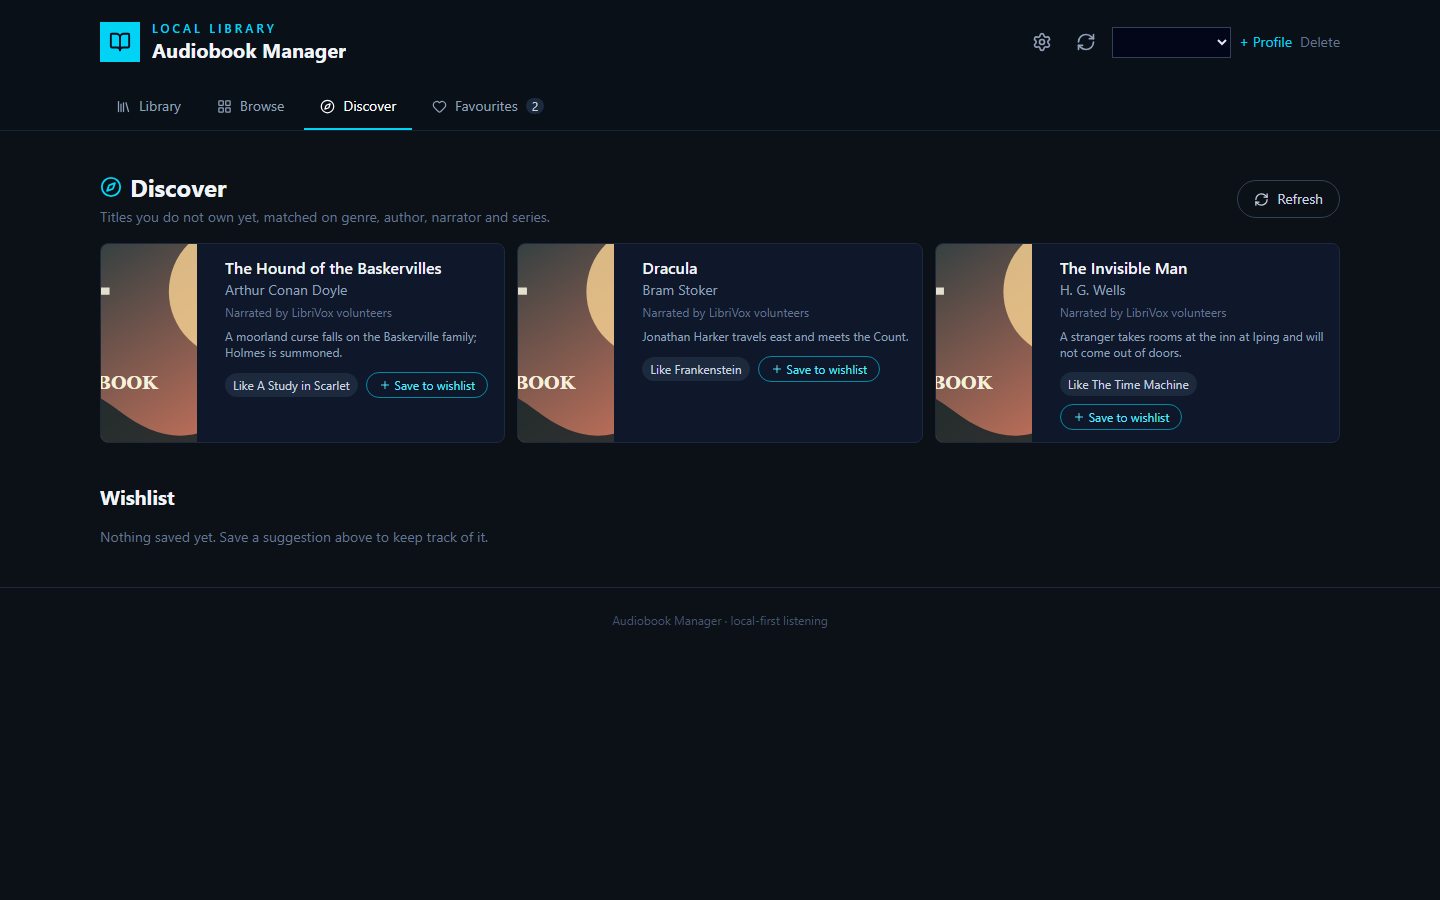 LOCAL LIBRARY
Audiobook Manager
+ Profile
Delete
Library
Browse
Discover
Favourites 2
Discover
Titles you do not own yet, matched on genre, author, narrator and series.
Refresh
BOOK
The Hound of the Baskervilles
Arthur Conan Doyle
Narrated by LibriVox volunteers
A moorland curse falls on the Baskerville family;
Holmes is summoned.
Like A Study in Scarlet
+ Save to wishlist
BOOK
Dracula
Bram Stoker
Narrated by LibriVox volunteers
Jonathan Harker travels east and meets the Count.
Like Frankenstein
+ Save to wishlist
BOOK
The Invisible Man
H. G. Wells
Narrated by LibriVox volunteers
A stranger takes rooms at the inn at Iping and will
not come out of doors.
Like The Time Machine
+ Save to wishlist
Wishlist
Nothing saved yet. Save a suggestion above to keep track of it.
Audiobook Manager · local-first listening